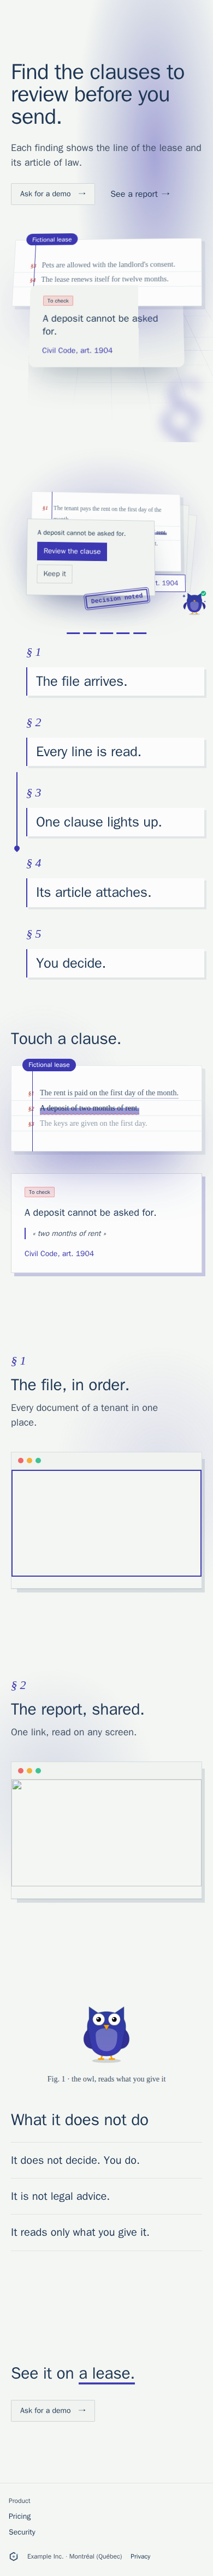 Find the clauses to
review before you
send.
Each finding shows the line of the lease and
its article of law.
Ask for a demo →
See a report →
Fictional lease
§1 Pets are allowed with the landlord's consent.
The lease renews itself for twelve months.
To check
A deposit cannot be asked
for.
Civil Code, art. 1904
§
§1 The tenant pays the rent on the first day of the
month.
A deposit cannot be asked for.
Review the clause
Keep it
t. 1904
Decision noted
§ 1
The file arrives.
§ 2
Every line is read.
§ 3
One clause lights up.
§ 4
Its article attaches.
§ 5
You decide.
Touch a clause.
Fictional lease
§1 The rent is paid on the first day of the month.
§2 A deposit of two months of rent.
§3 The keys are given on the first day.
To check
A deposit cannot be asked for.
« two months of rent »
Civil Code, art. 1904
§ 1
The file, in order.
Every document of a tenant in one
place.
§ 2
The report, shared.
One link, read on any screen.
Fig. 1 · the owl, reads what you give it
What it does not do
It does not decide. You do.
It is not legal advice.
It reads only what you give it.
See it on a lease.
Ask for a demo →
Product
Pricing
Security
Example Inc. · Montréal (Québec) Privacy